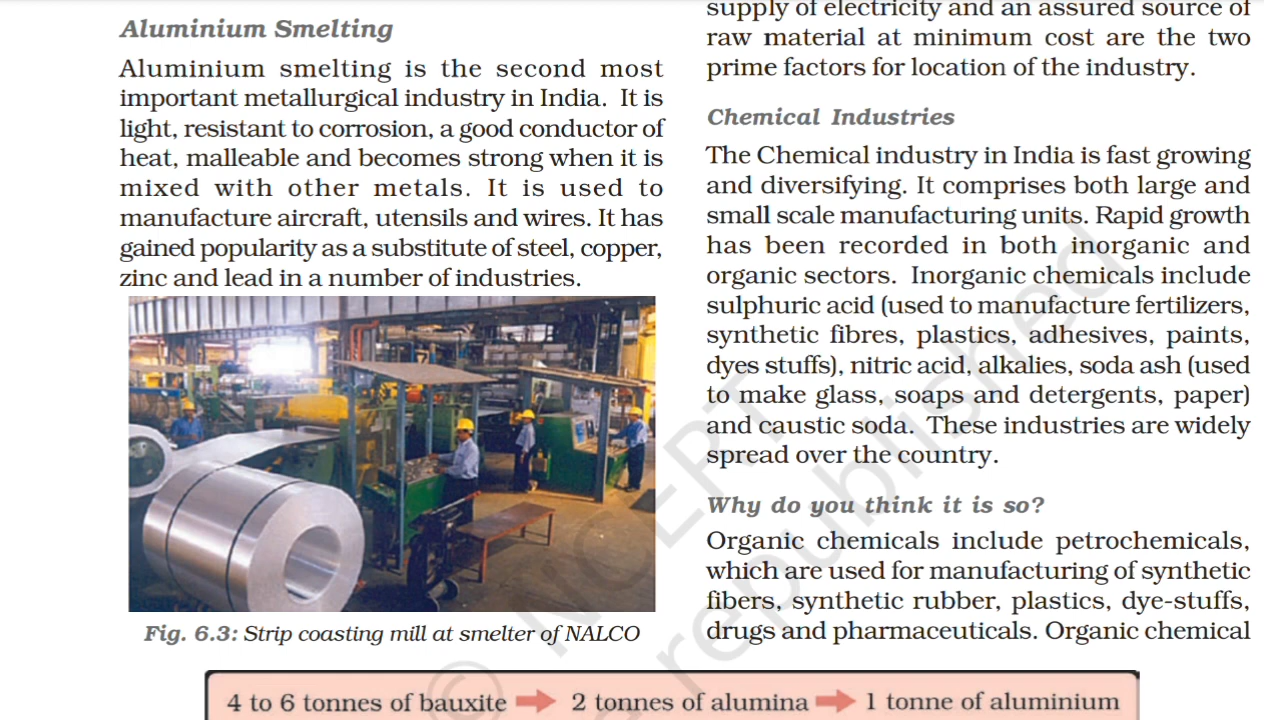 Aluminium Smelting
Aluminium smelting is the second most
important metallurgical industry in India. It is
light, resistant to corrosion, a good conductor of
heat, malleable and becomes strong when it is
mixed with other metals. It is used to
manufacture aircraft, utensils and wires. It has
gained popularity as a substitute of steel, copper,
zinc and lead in a number of industries.
Fig. 6.3: Strip coasting mill at smelter of NALCO
supply of electricity and an assured source of
raw material at minimum cost are the two
prime factors for location of the industry.
Chemical Industries
The Chemical industry in India is fast growing
and diversifying. It comprises both large and
small scale manufacturing units. Rapid growth
has been recorded in both inorganic and
organic sectors. Inorganic chemicals include
sulphuric acid (used to manufacture fertilizers,
synthetic fibres, plastics, adhesives, paints,
dyes stuffs), nitric acid, alkalies, soda ash (used
to make glass, soaps and detergents, paper)
and caustic soda. These industries are widely
spread over the country.
Why do you think it is so?
Organic chemicals include petrochemicals,
which are used for manufacturing of synthetic
fibers, synthetic rubber, plastics, dye-stuffs,
drugs and pharmaceuticals. Organic chemical
4 to 6 tonnes of bauxite → 2 tonnes of alumina → 1 tonne of aluminium
© NCERT
republished